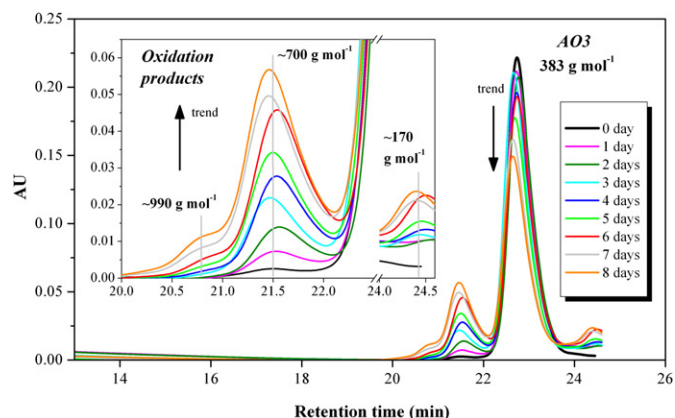 Oxidation
products
trend
~990 g mol-1
~700 g mol-1
~170
g mol-1
0.06
0.05
0.04
0.03
0.02
0.01
0.00
20.0 20.5 21.0 21.5 22.0 24.0 24.5
AO3
383 g mol-1
trend
0 day
1 day
2 days
3 days
4 days
5 days
6 days
7 days
8 days
AU
0.25
0.20
0.15
0.10
0.05
0.00
14 16 18 20 22 24 26
Retention time (min)